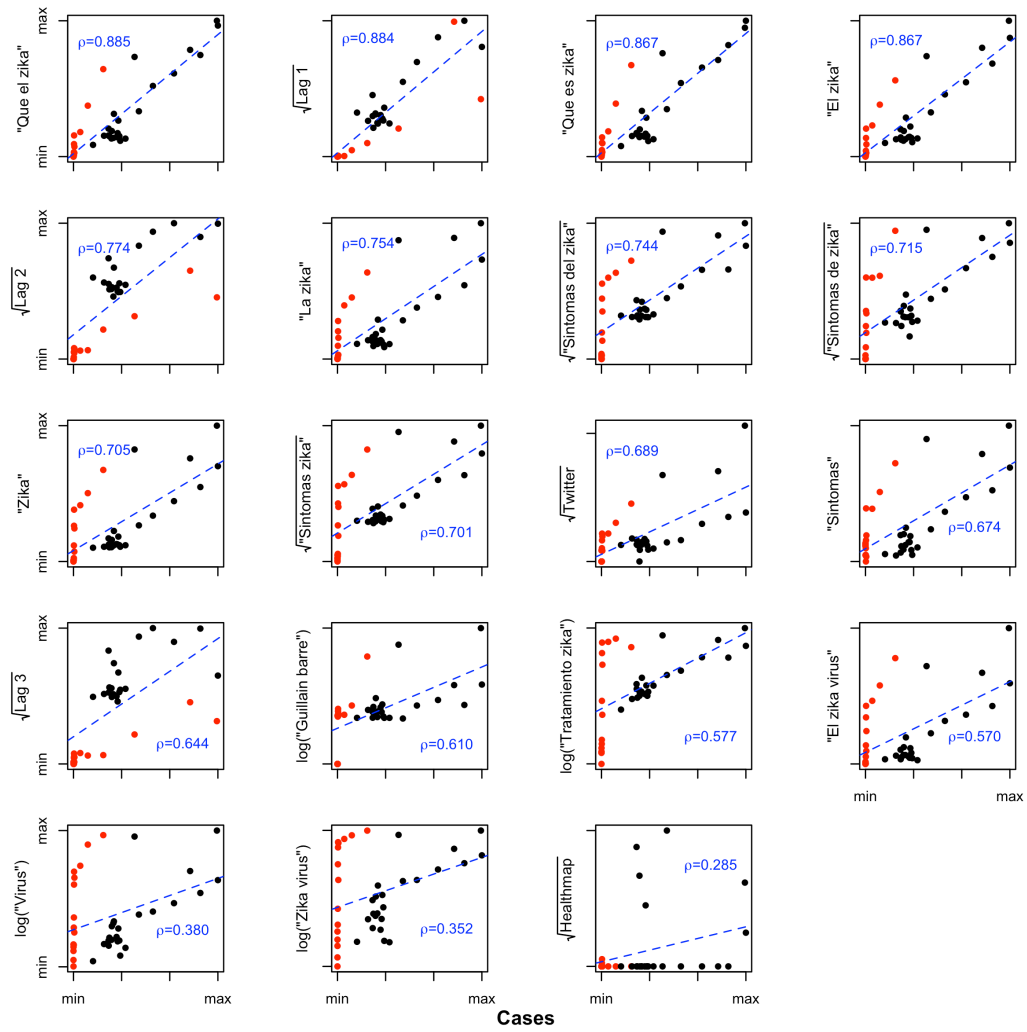 max
min
"Que el zika"
ρ=0.885
√Lag 1
ρ=0.884
"Que es zika"
ρ=0.867
"El zika"
ρ=0.867
max
min
√Lag 2
ρ=0.774
"La zika"
ρ=0.754
√"Sintomas del zika"
ρ=0.744
√"Sintomas de zika"
ρ=0.715
max
min
"Zika"
ρ=0.705
√"Sintomas zika"
ρ=0.701
√Twitter
ρ=0.689
"Sintomas"
ρ=0.674
max
min
√Lag 3
ρ=0.644
log("Guillain barre")
ρ=0.610
log("Tratamiento zika")
ρ=0.577
"El zika virus"
ρ=0.570
min max
max
min
log("Virus")
ρ=0.380
log("Zika virus")
ρ=0.352
√Healthmap
ρ=0.285
min max
min max
Cases